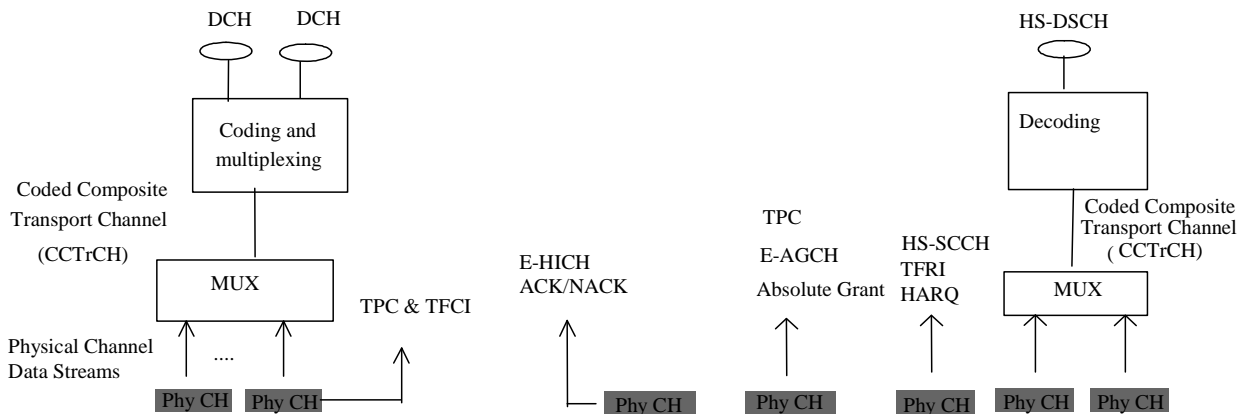 DCH
DCH
Coding and
multiplexing
Coded Composite
Transport Channel
(CCTrCH)
MUX
Physical Channel
Data Streams
....
Phy CH
Phy CH
TPC & TFCI
E-HICH
ACK/NACK
Phy CH
TPC
E-AGCH
Absolute Grant
Phy CH
HS-SCCH
TFRI
HARQ
Phy CH
HS-DSCH
Decoding
Coded Composite
Transport Channel
( CCTrCH)
MUX
Phy CH
Phy CH